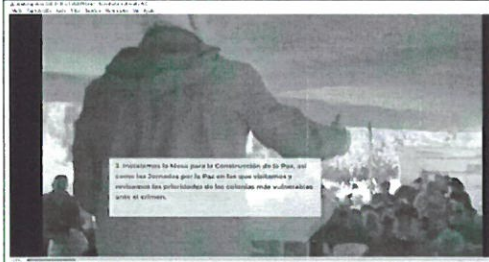 3. Instalamos la Mesa para la Construcción de la Paz, así
como las Jornadas por la Paz en las que visitamos y
revisamos las prioridades de las colonias más vulnerables
ante el crimen.